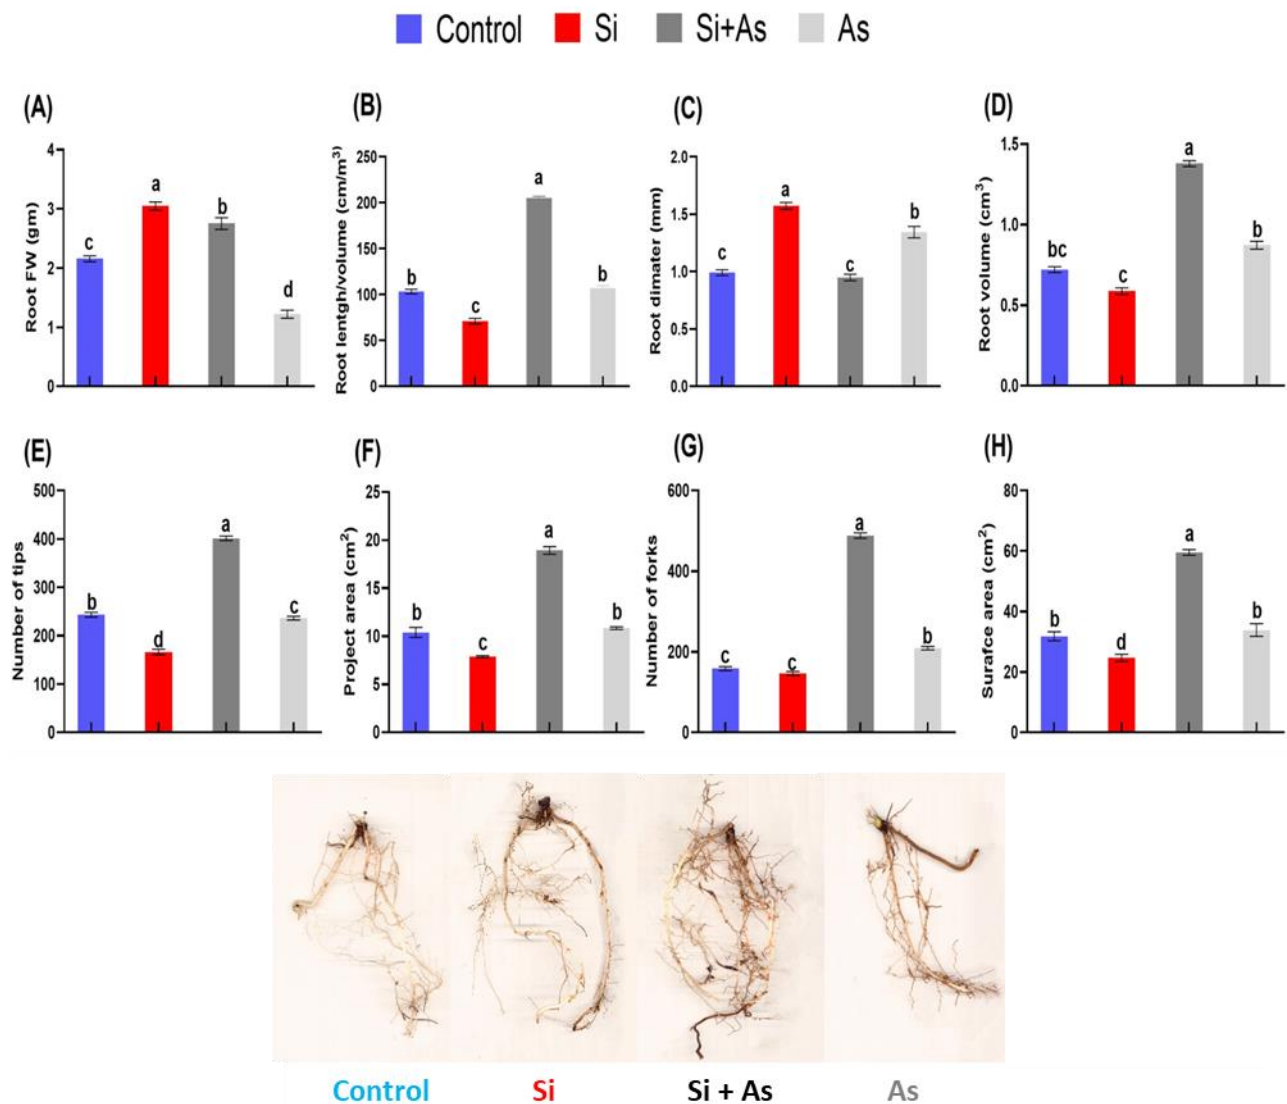 Control Si Si+As As
(A) (B) (C) (D)
Root FW (gm)
4
3
2
1
0
c a b d
Root lentgh/volume (cm/m³)
250
200
150
100
50
0
b c a b
Root dimater (mm)
2.0
1.5
1.0
0.5
0.0
c a c b
Root volume (cm³)
1.5
1.0
0.5
0.0
bc c a b
(E) (F) (G) (H)
Number of tips
500
400
300
200
100
0
b d a c
Project area (cm²)
25
20
15
10
5
0
b c a b
Number of forks
600
400
200
0
c c a b
Surafce area (cm²)
80
60
40
20
0
b d a b
Control Si Si + As As